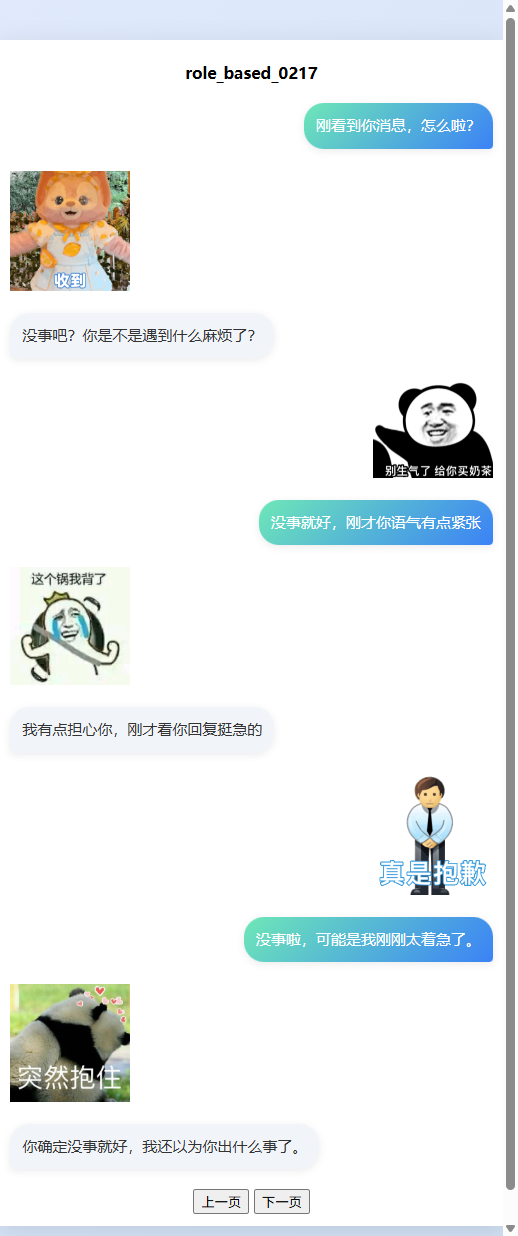 role_based_0217
刚看到你消息，怎么啦？
收到
没事吧？你是不是遇到什么麻烦了？
别生气了 给你买奶茶
没事就好，刚才你语气有点紧张
这个锅我背了
我有点担心你，刚才看你回复挺急的
真是抱歉
没事啦，可能是我刚刚太着急了。
突然抱住
你确定没事就好，我还以为你出什么事了。
上一页 下一页